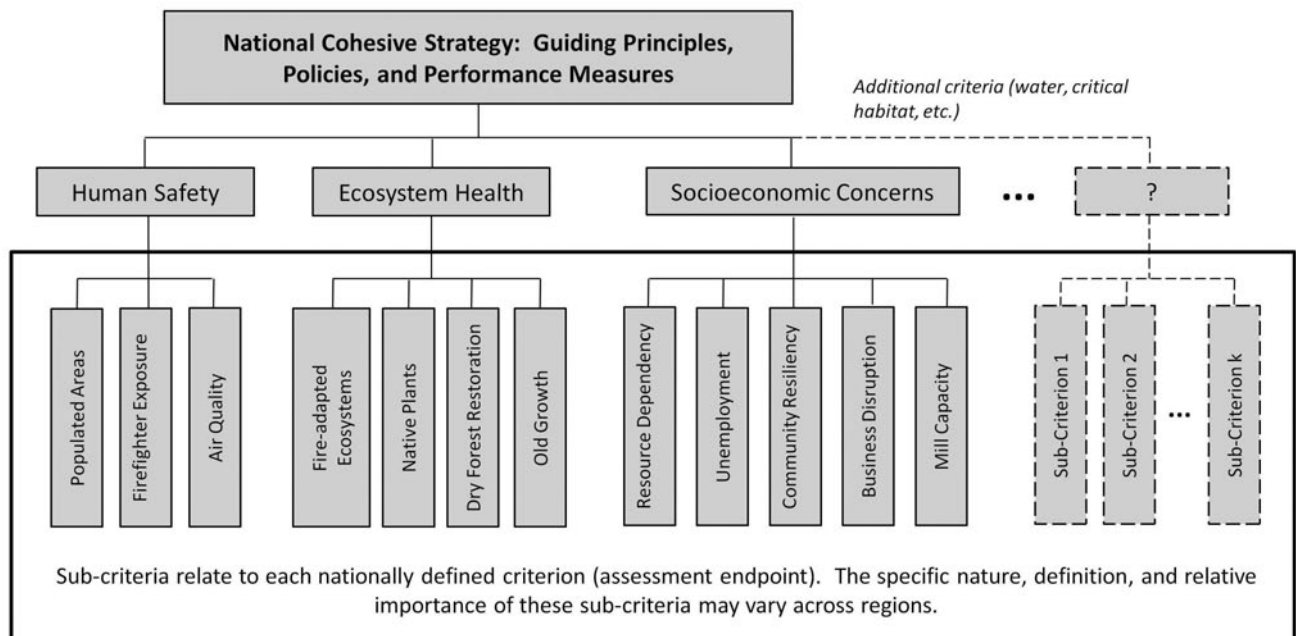 National Cohesive Strategy: Guiding Principles,
Policies, and Performance Measures
Additional criteria (water, critical
habitat, etc.)
Human Safety
Ecosystem Health
Socioeconomic Concerns
...
?
Populated Areas
Firefighter Exposure
Air Quality
Fire-adapted
Ecosystems
Native Plants
Dry Forest Restoration
Old Growth
Resource Dependency
Unemployment
Community Resiliency
Business Disruption
Mill Capacity
Sub-Criterion 1
Sub-Criterion 2
...
Sub-Criterion k
Sub-criteria relate to each nationally defined criterion (assessment endpoint). The specific nature, definition, and relative
importance of these sub-criteria may vary across regions.